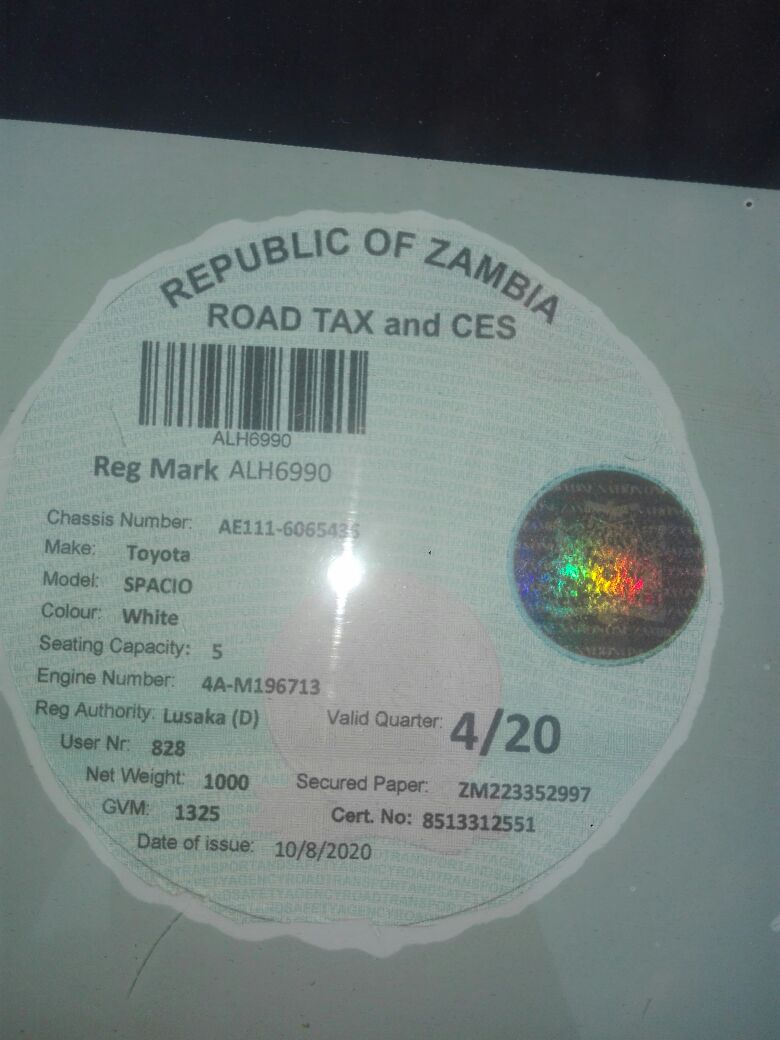 REPUBLIC OF ZAMBIA
ROAD TAX and CES
ALH6990
Reg Mark ALH6990
Chassis Number: AE111-6065435
Make: Toyota
Model: SPACIO
Colour: White
Seating Capacity: 5
Engine Number: 4A-M196713
Reg Authority: Lusaka (D) Valid Quarter: 4/20
User Nr: 828
Net Weight: 1000 Secured Paper: ZM223352997
GVM: 1325 Cert. No: 8513312551
Date of issue: 10/8/2020